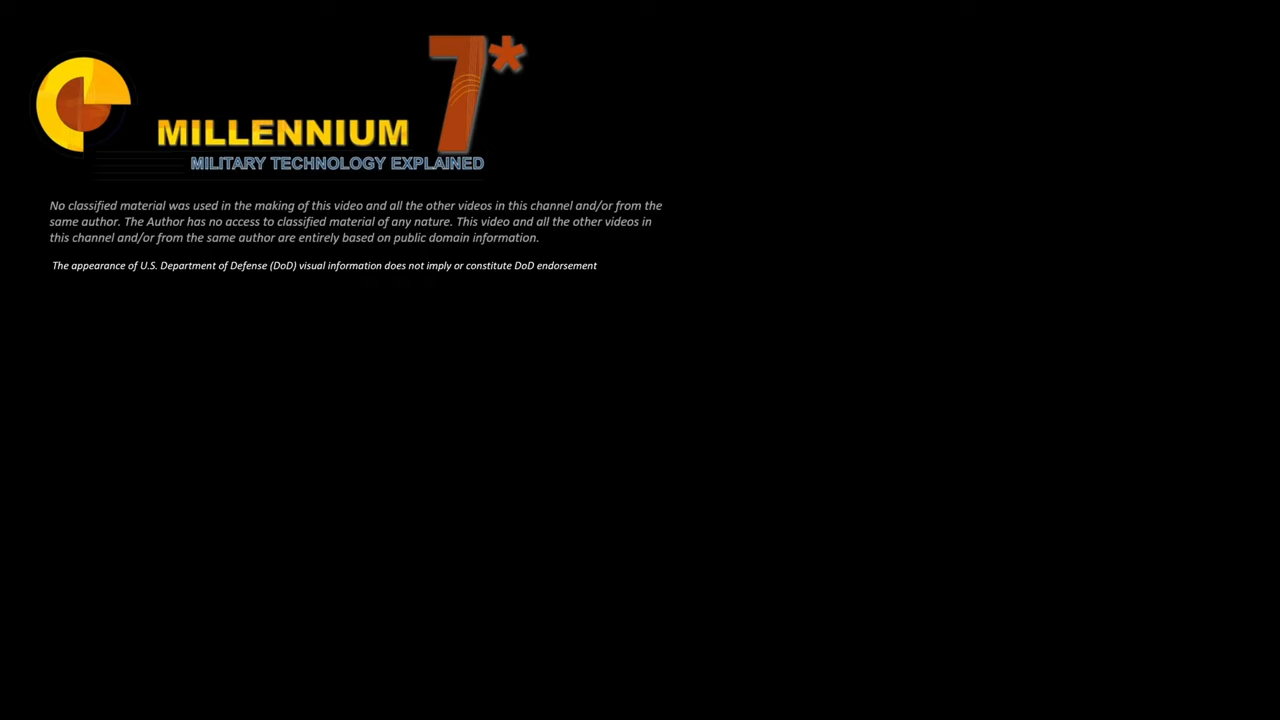 7*
MILLENNIUM
MILITARY TECHNOLOGY EXPLAINED
No classified material was used in the making of this video and all the other videos in this channel and/or from the
same author. The Author has no access to classified material of any nature. This video and all the other videos in
this channel and/or from the same author are entirely based on public domain information.
The appearance of U.S. Department of Defense (DoD) visual information does not imply or constitute DoD endorsement